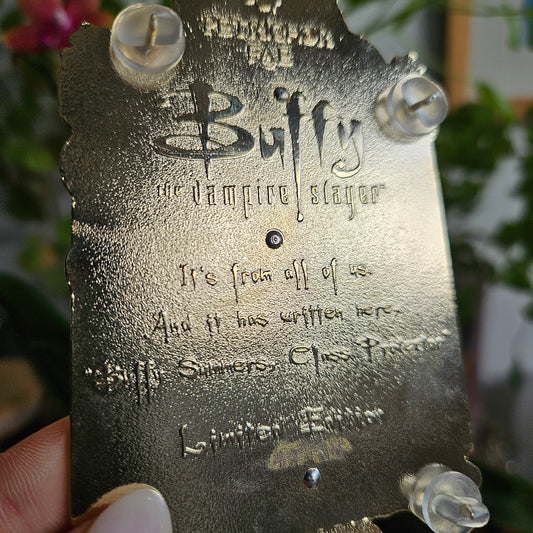 Buffy
the vampire slayer™
It's from all of us.
And it has written here,
"Buffy Summers, Class Protector"
Limited Edition